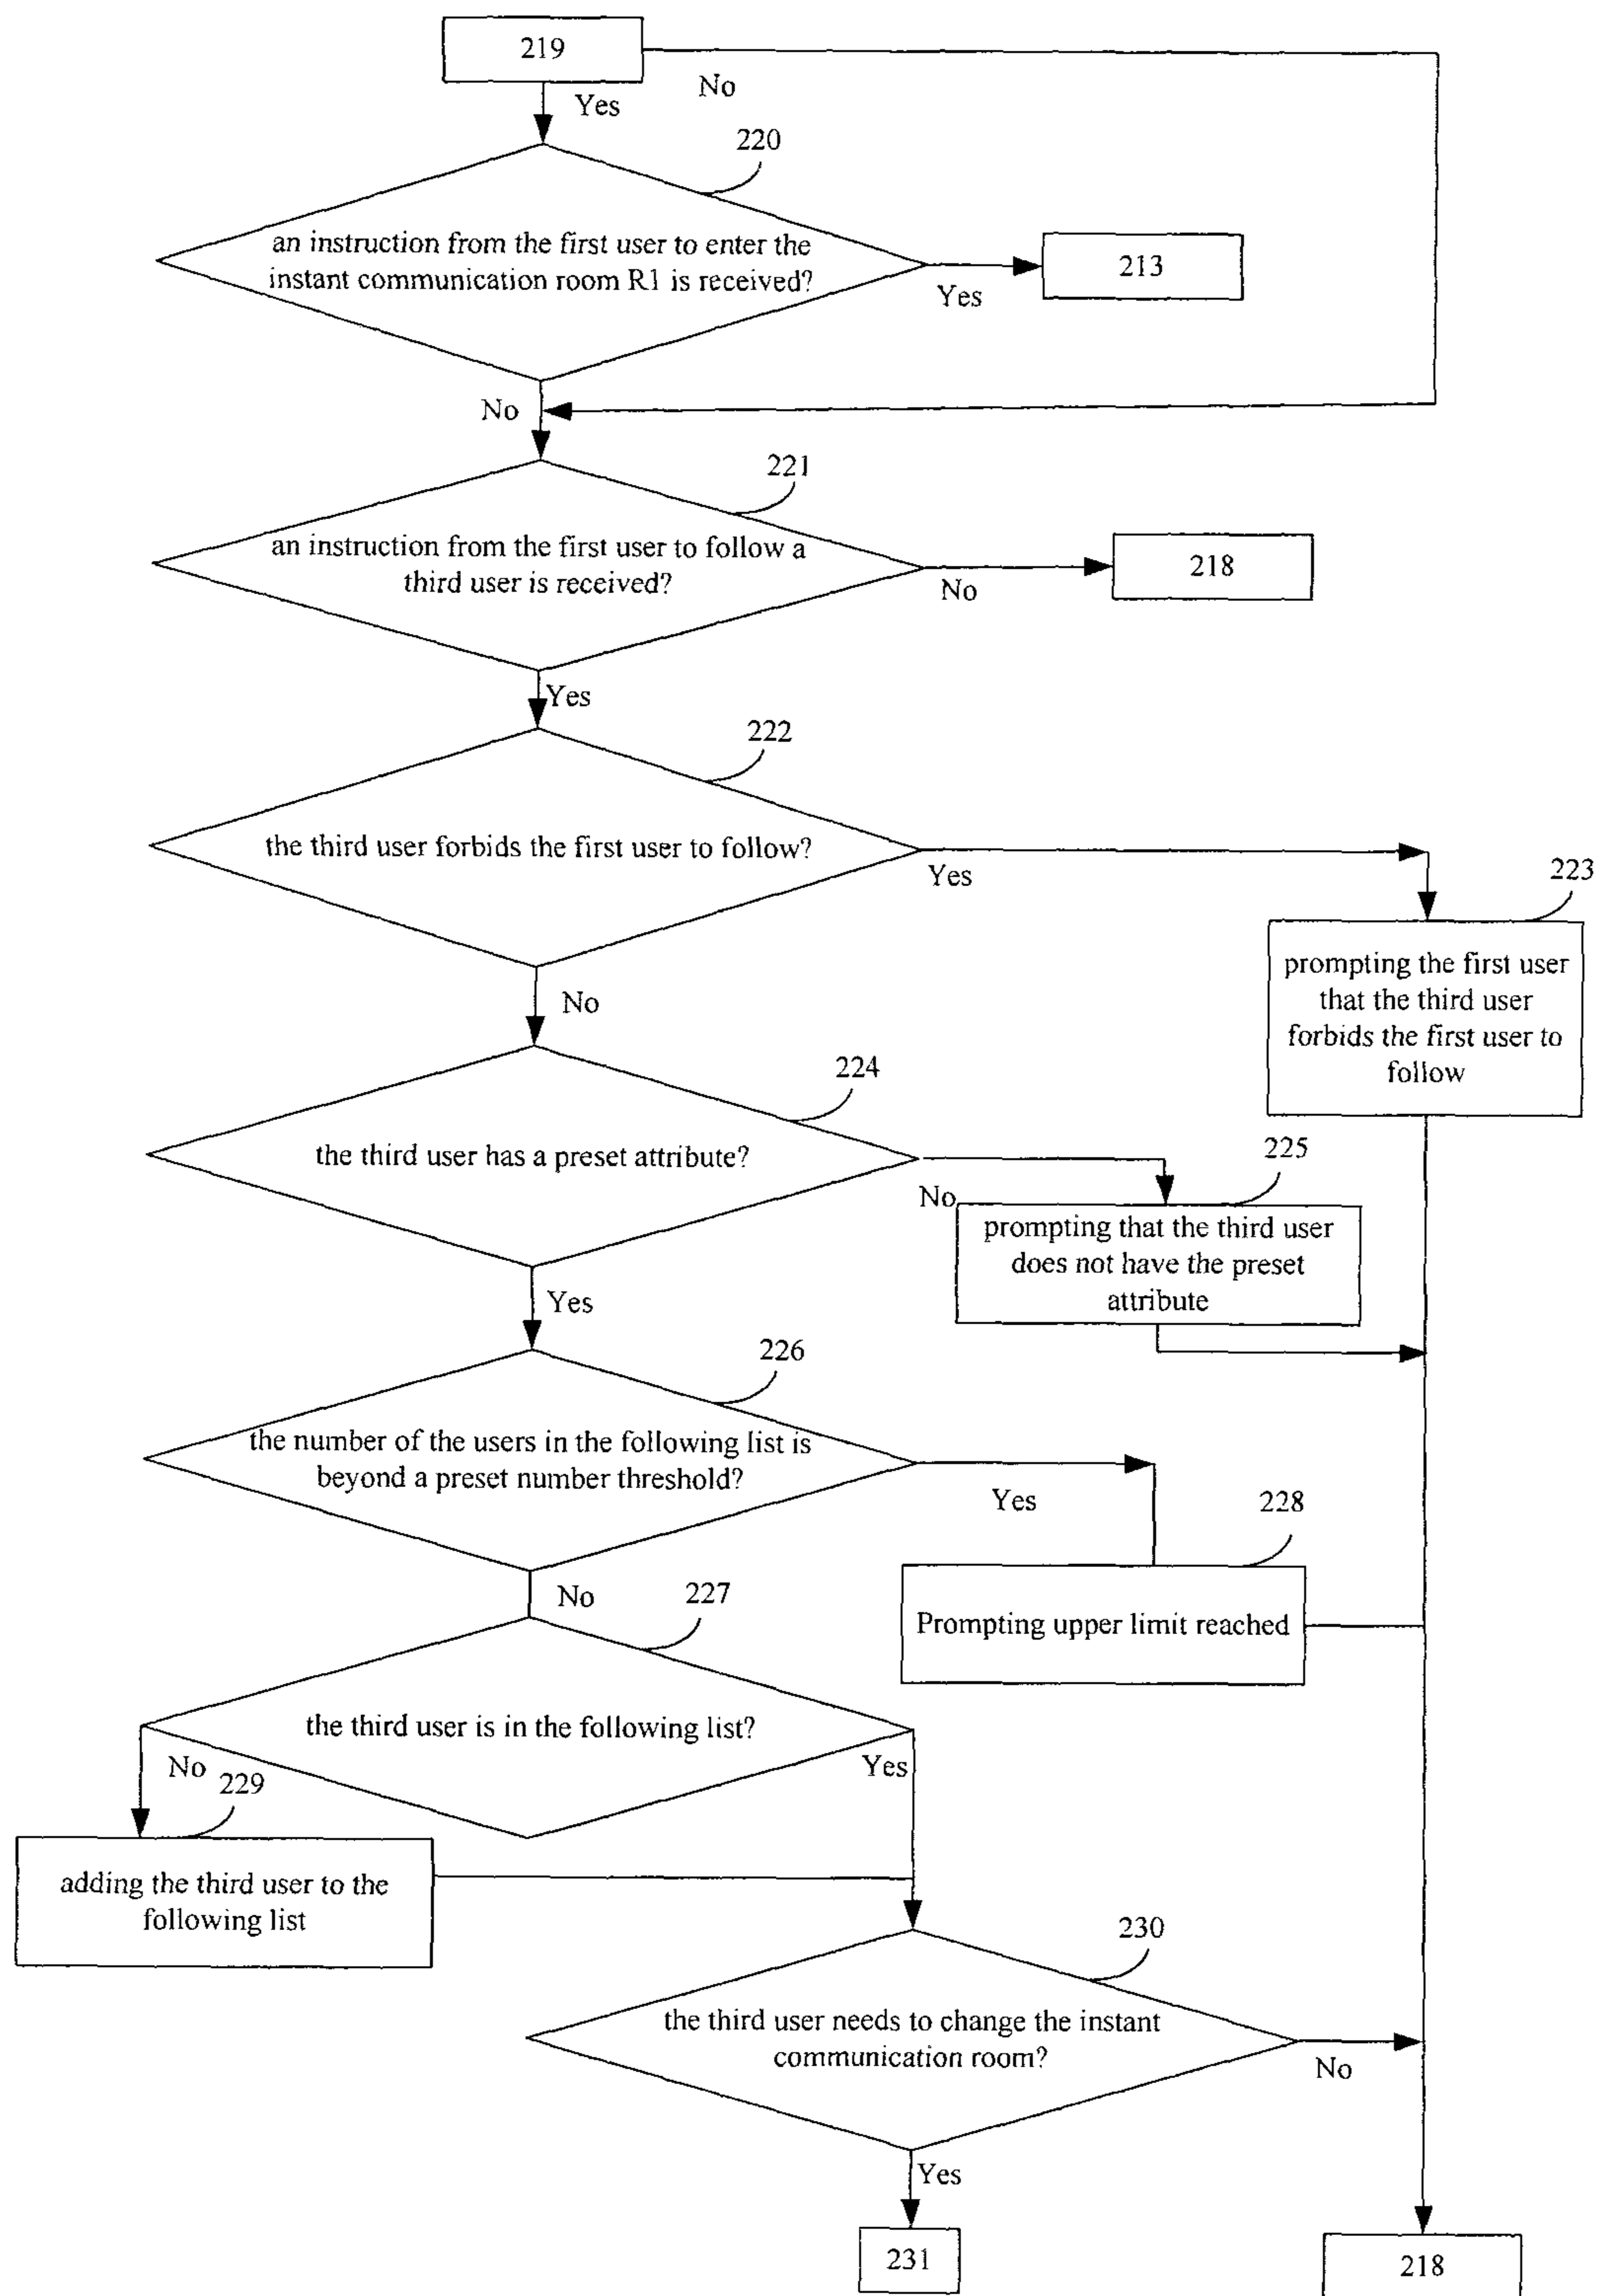 219
No
Yes
220
an instruction from the first user to enter the
instant communication room R1 is received?
213
Yes
No
221
an instruction from the first user to follow a
third user is received?
218
No
Yes
222
the third user forbids the first user to follow?
Yes
223
prompting the first user
that the third user
forbids the first user to
follow
No
224
the third user has a preset attribute?
No
225
prompting that the third user
does not have the preset
attribute
Yes
226
the number of the users in the following list is
beyond a preset number threshold?
Yes
228
Prompting upper limit reached
No
227
the third user is in the following list?
No
Yes
229
adding the third user to the
following list
230
the third user needs to change the instant
communication room?
No
Yes
231
218